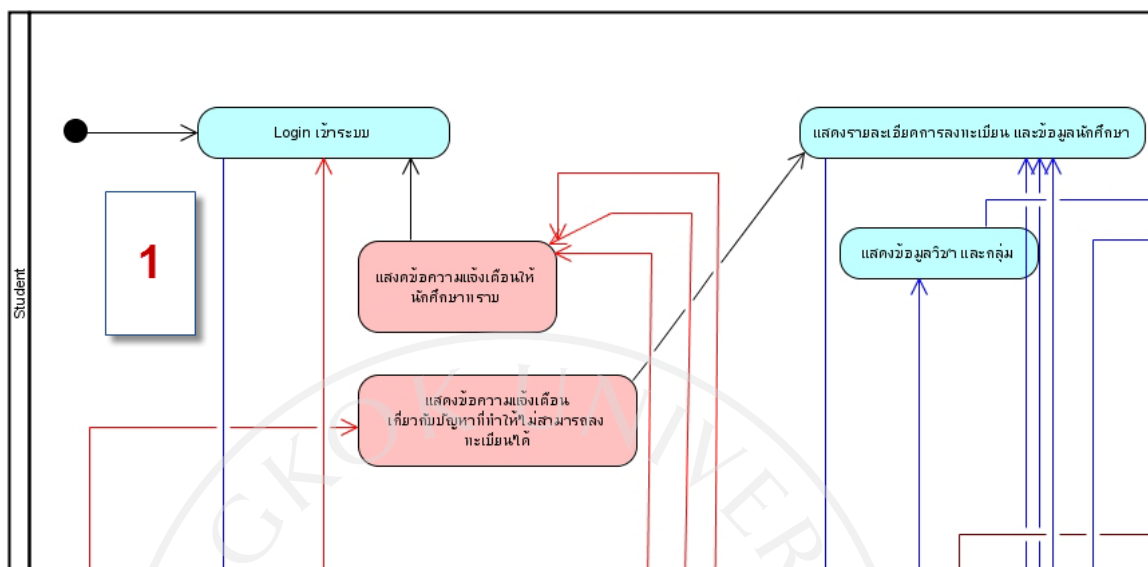 Student
Login เข้าระบบ
แสดงรายละเอียดการลงทะเบียน และข้อมูลนักศึกษา
1
แสดงข้อมูลวิชา และกลุ่ม
แสงดข้อความแจ้งเตือนให้
นักศึกษาทราบ
แสดงข้อความแจ้งเตือน
เกี่ยวกับปัญหาที่ทำให้ไม่สามารถลง
ทะเบียนได้
GKOK UNIVER